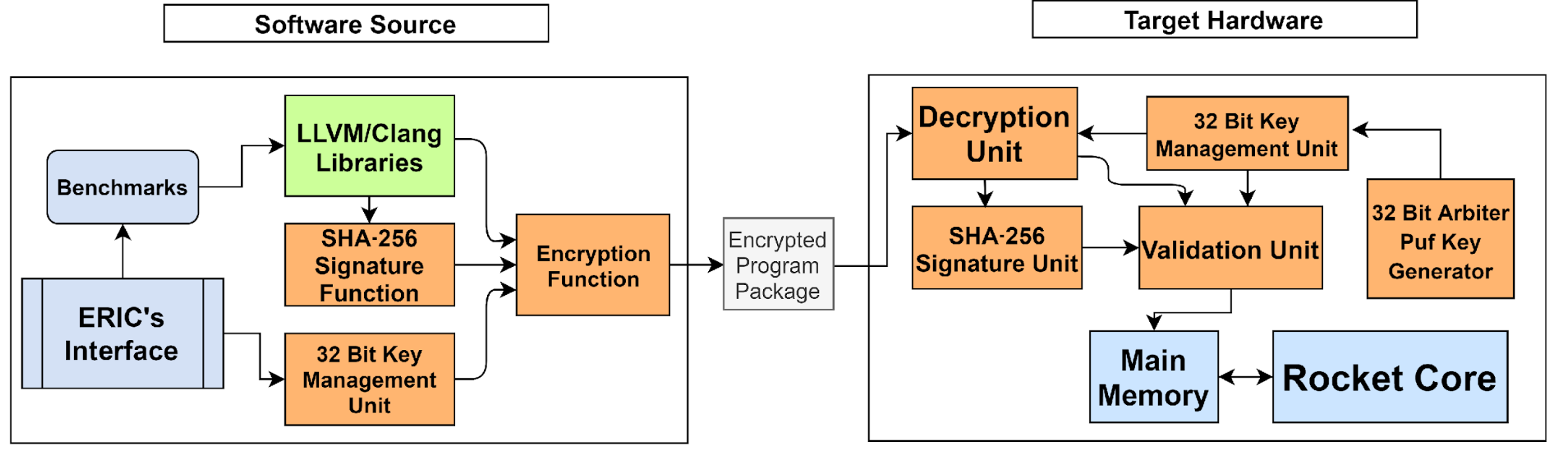 Software Source
Target Hardware
Benchmarks
ERIC's
Interface
LLVM/Clang
Libraries
SHA-256
Signature
Function
32 Bit Key
Management
Unit
Encryption
Function
Encrypted
Program
Package
Decryption
Unit
32 Bit Key
Management Unit
SHA-256
Signature Unit
Validation Unit
32 Bit Arbiter
Puf Key
Generator
Main
Memory
Rocket Core